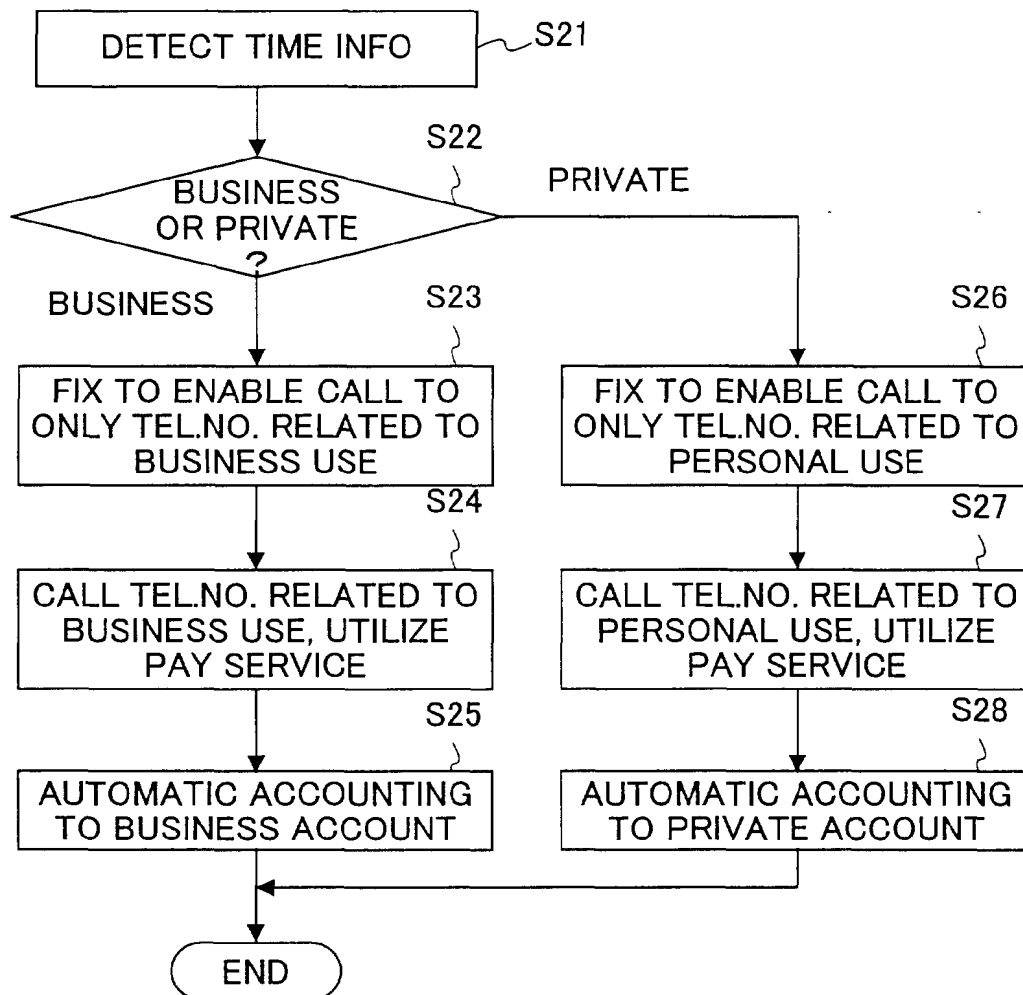 DETECT TIME INFO
S21
S22
BUSINESS
OR PRIVATE
?
PRIVATE
BUSINESS
S23
FIX TO ENABLE CALL TO
ONLY TEL.NO. RELATED TO
BUSINESS USE
S24
CALL TEL.NO. RELATED TO
BUSINESS USE, UTILIZE
PAY SERVICE
S25
AUTOMATIC ACCOUNTING
TO BUSINESS ACCOUNT
S26
FIX TO ENABLE CALL TO
ONLY TEL.NO. RELATED TO
PERSONAL USE
S27
CALL TEL.NO. RELATED TO
PERSONAL USE, UTILIZE
PAY SERVICE
S28
AUTOMATIC ACCOUNTING
TO PRIVATE ACCOUNT
END